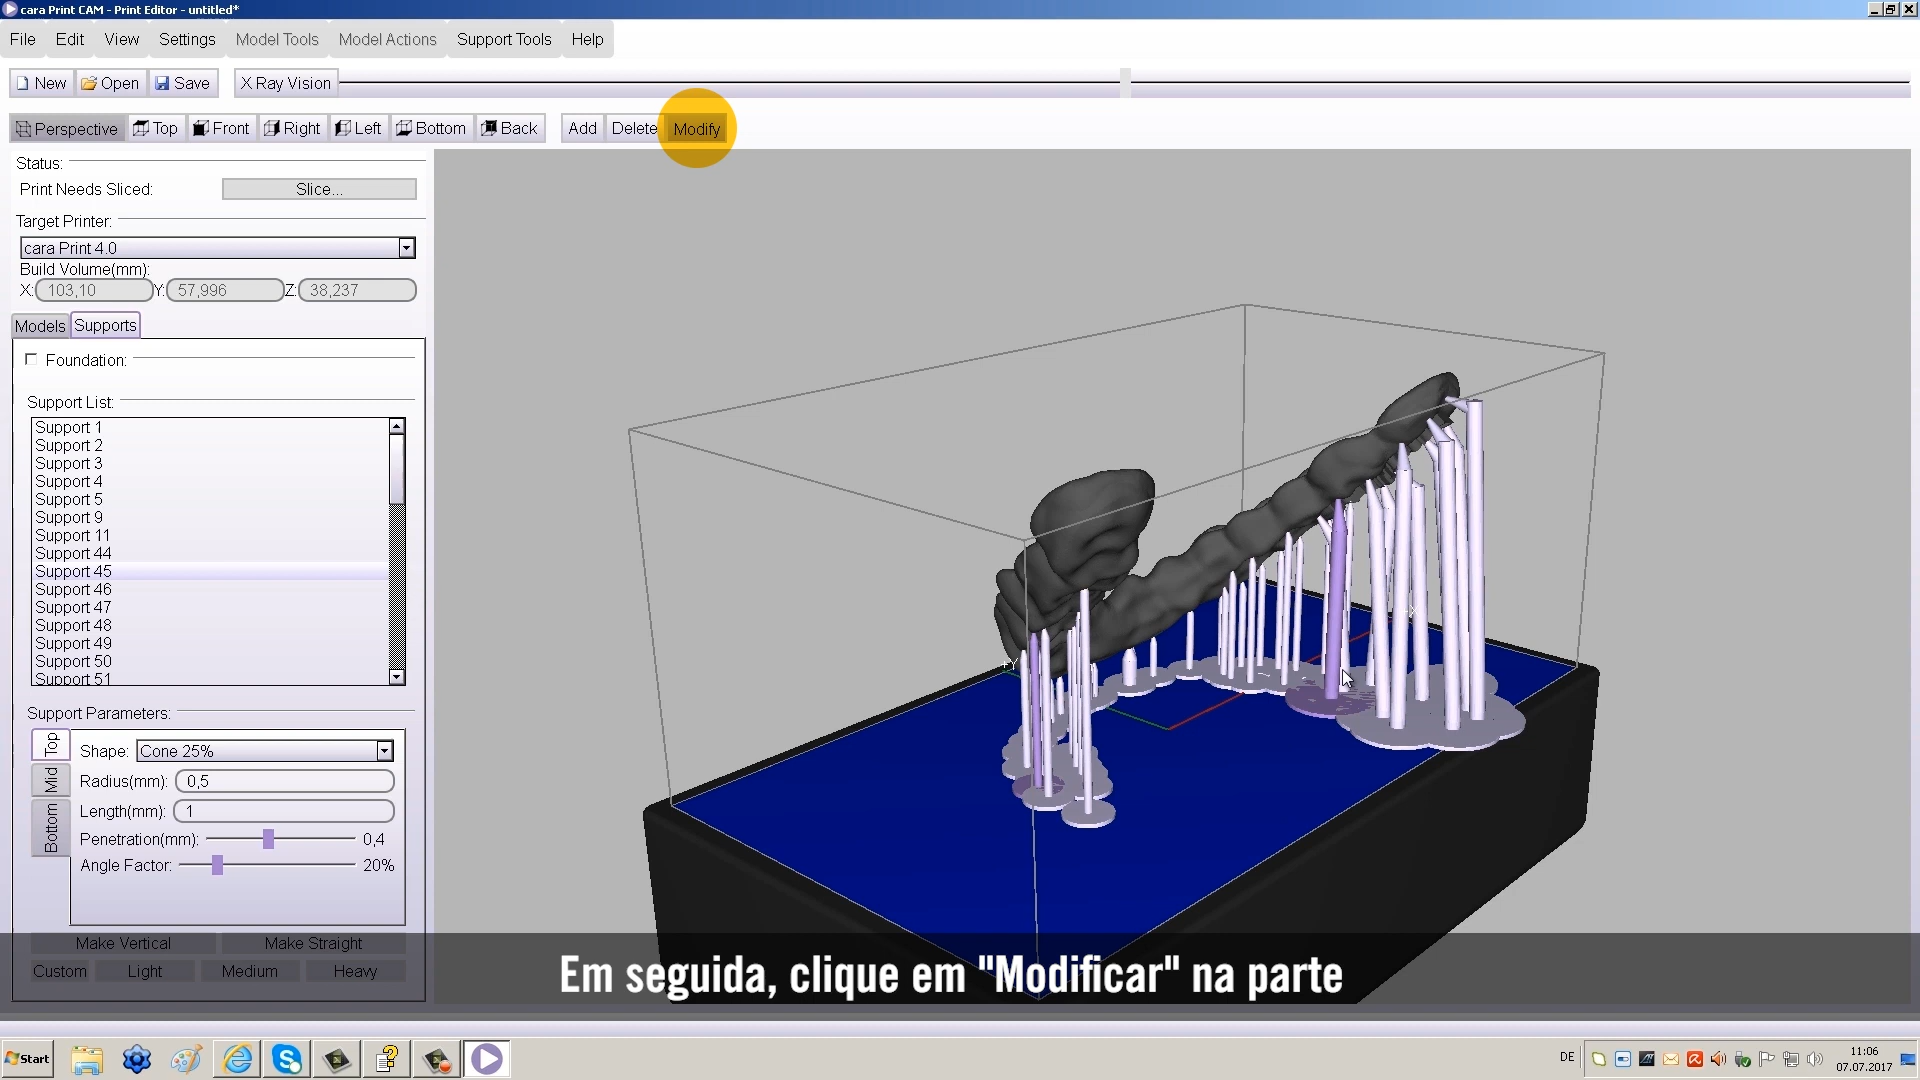 cara Print CAM - Print Editor - untitled*
File Edit View Settings Model Tools Model Actions Support Tools Help
New Open Save X Ray Vision
Perspective Top Front Right Left Bottom Back Add Delete Modify
Status:
Print Needs Sliced: Slice...
Target Printer:
cara Print 4.0
Build Volume(mm):
X: 103,10 Y: 57,996 Z: 38,237
Models Supports
Foundation:
Support List:
Support 1
Support 2
Support 3
Support 4
Support 5
Support 9
Support 11
Support 44
Support 45
Support 46
Support 47
Support 48
Support 49
Support 50
Support 51
Support Parameters:
Top
Mid
Bottom
Shape: Cone 25%
Radius(mm): 0,5
Length(mm): 1
Penetration(mm): 0,4
Angle Factor: 20%
Make Vertical Make Straight
Custom Light Medium Heavy
+Y
Em seguida, clique em "Modificar" na parte
Start
DE
11:06
07.07.2017